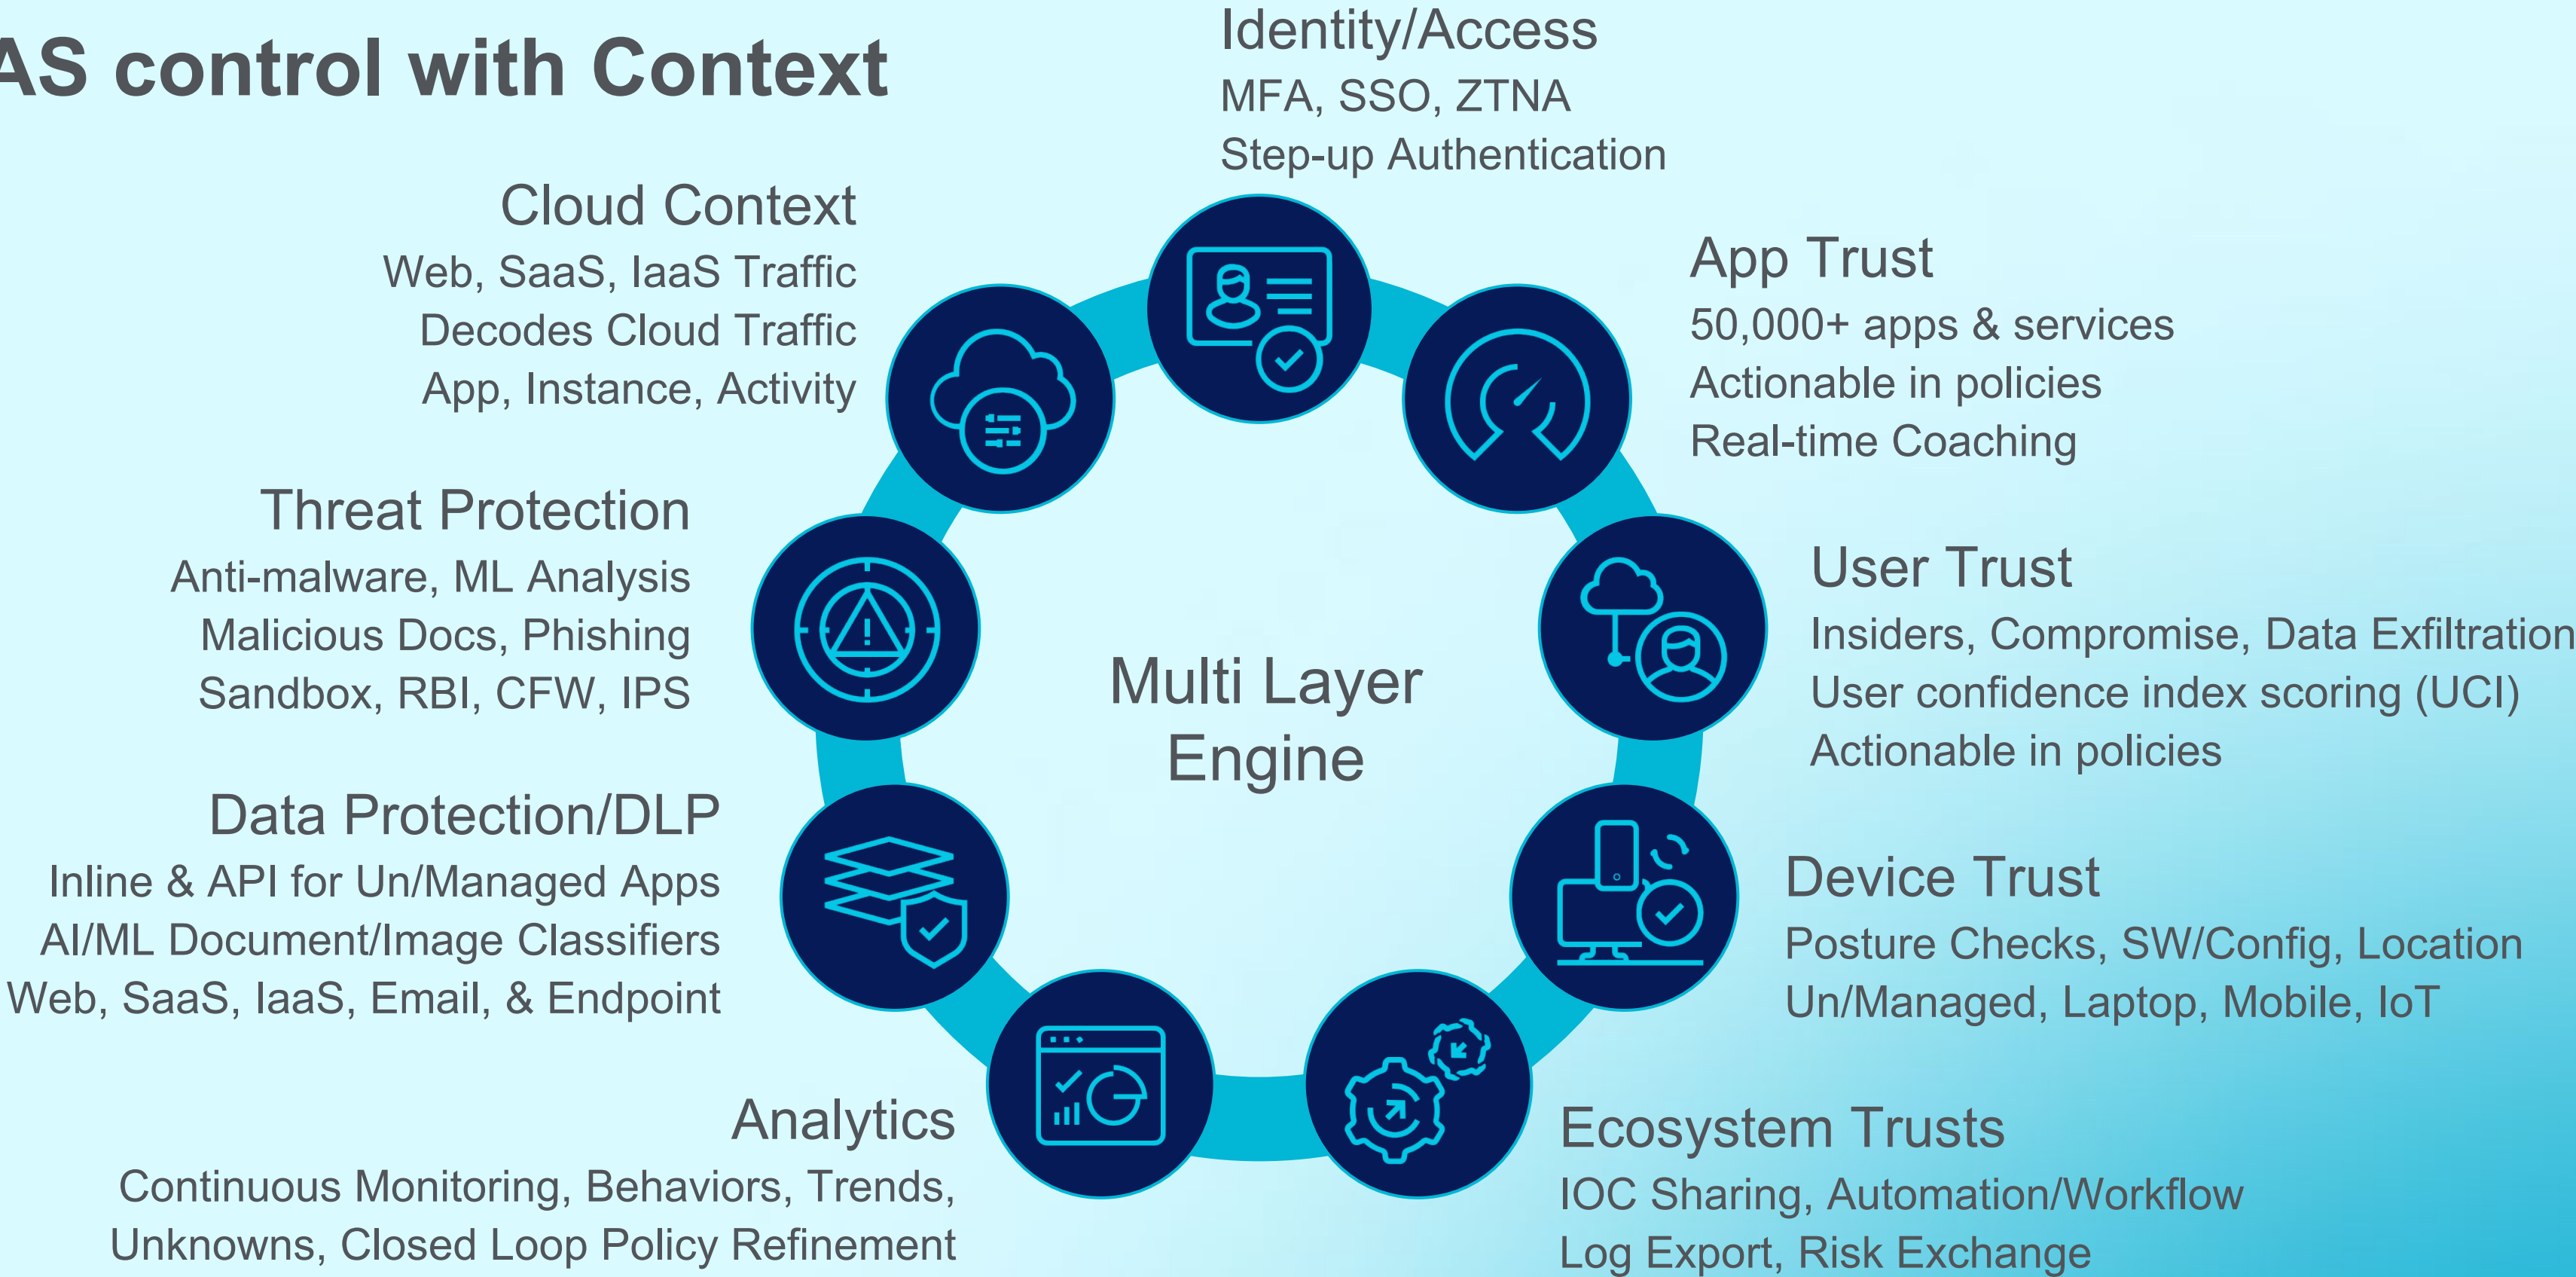 AS control with Context
Identity/Access
MFA, SSO, ZTNA
Step-up Authentication
Cloud Context
Web, SaaS, IaaS Traffic
Decodes Cloud Traffic
App, Instance, Activity
App Trust
50,000+ apps & services
Actionable in policies
Real-time Coaching
Threat Protection
Anti-malware, ML Analysis
Malicious Docs, Phishing
Sandbox, RBI, CFW, IPS
User Trust
Insiders, Compromise, Data Exfiltration
User confidence index scoring (UCI)
Actionable in policies
Multi Layer
Engine
Data Protection/DLP
Inline & API for Un/Managed Apps
AI/ML Document/Image Classifiers
Web, SaaS, IaaS, Email, & Endpoint
Device Trust
Posture Checks, SW/Config, Location
Un/Managed, Laptop, Mobile, IoT
Analytics
Continuous Monitoring, Behaviors, Trends,
Unknowns, Closed Loop Policy Refinement
Ecosystem Trusts
IOC Sharing, Automation/Workflow
Log Export, Risk Exchange